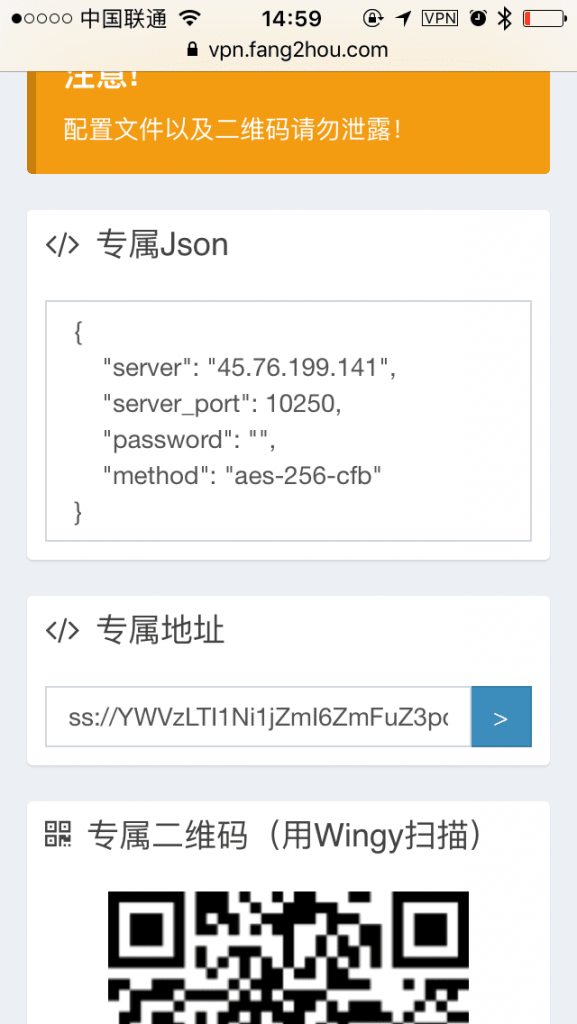 中国联通 14:59 VPN
vpn.fang2hou.com
注意!
配置文件以及二维码请勿泄露!
</> 专属Json
{
"server": "45.76.199.141",
"server_port": 10250,
"password": "",
"method": "aes-256-cfb"
}
</> 专属地址
ss://YWVzLTI1Ni1jZmI6ZmFuZ3po >
专属二维码（用Wingy扫描）